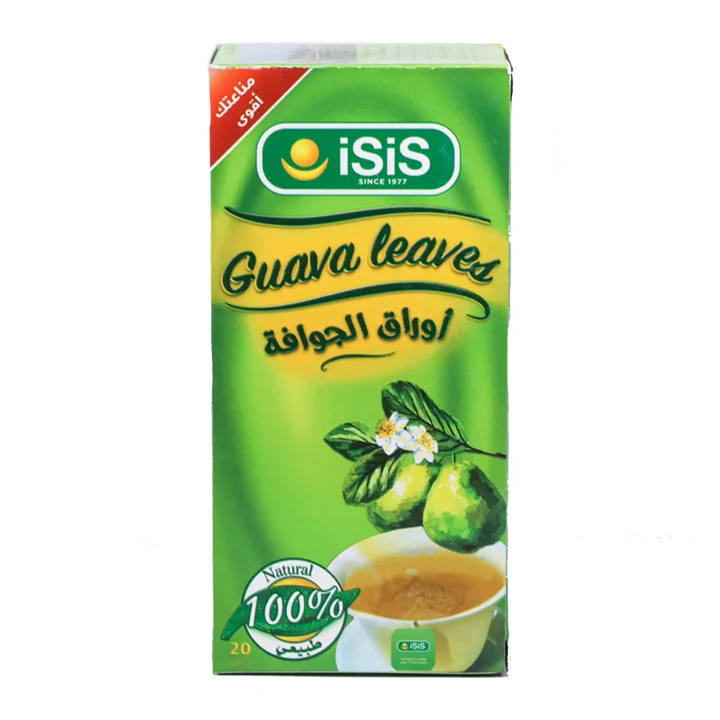 مناعتك
أقوى
iSiS
SINCE 1977
Guava leaves
أوراق الجوافة
Natural
100%
طبيعي
20
iSiS